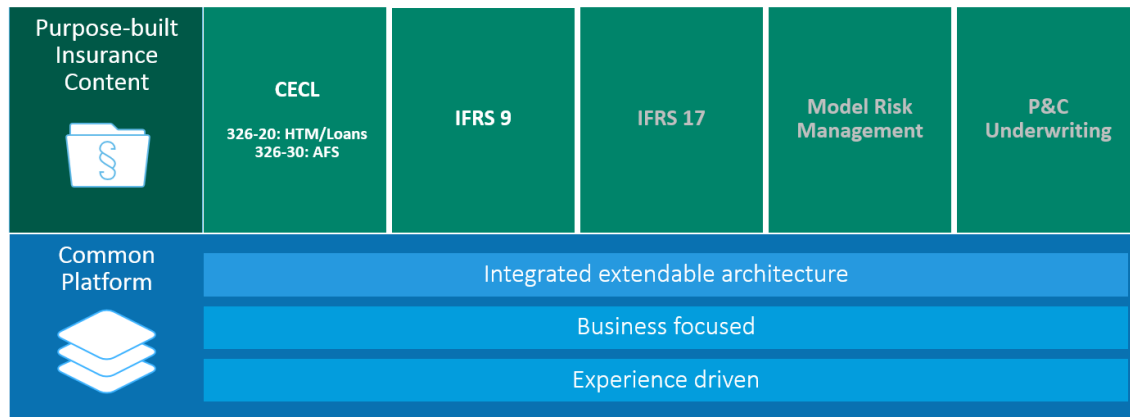 Purpose-built
Insurance
Content
§
CECL
326-20: HTM/Loans
326-30: AFS
IFRS 9
IFRS 17
Model Risk
Management
P&C
Underwriting
Common
Platform
Integrated extendable architecture
Business focused
Experience driven